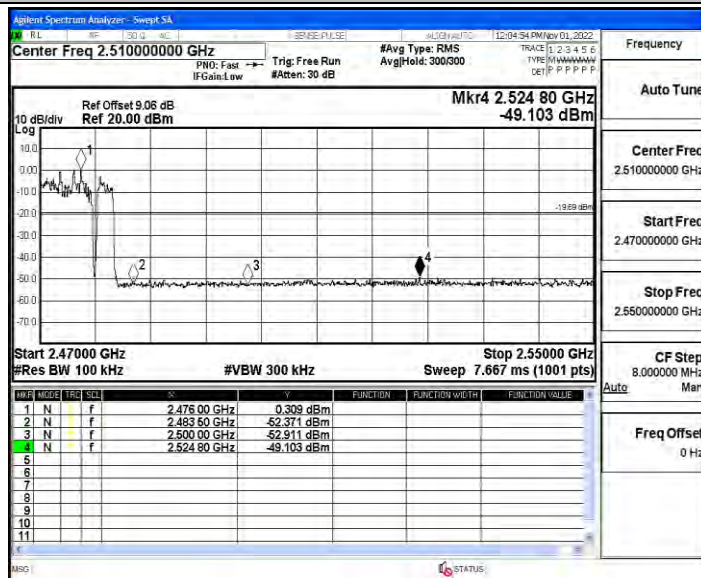 Agilent Spectrum Analyzer - Swept SA
RL RF 50 Ω AC SENSE:PULSE ALIGN AUTO 12:04:54 PM Nov 01, 2022
Center Freq 2.510000000 GHz
PNO: Fast
IFGain:Low
Trig: Free Run
#Atten: 30 dB
#Avg Type: RMS
Avg|Hold: 300/300
TRACE 1 2 3 4 5 6
TYPE M WWWWW
DET P P P P P P
Ref Offset 9.06 dB
10 dB/div Ref 20.00 dBm
Log
Mkr4 2.524 80 GHz
-49.103 dBm
10.0
0.00
-10.0
-20.0
-30.0
-40.0
-50.0
-60.0
-70.0
1
2
3
4
-19.69 dBm
Start 2.47000 GHz Stop 2.55000 GHz
#Res BW 100 kHz #VBW 300 kHz Sweep 7.667 ms (1001 pts)
MKR MODE TRC SCL X Y FUNCTION FUNCTION WIDTH FUNCTION VALUE
1 N f 2.476 00 GHz 0.309 dBm
2 N f 2.483 50 GHz -52.371 dBm
3 N f 2.500 00 GHz -52.911 dBm
4 N f 2.524 80 GHz -49.103 dBm
5
6
7
8
9
10
11
MSG STATUS
Frequency
Auto Tune
Center Freq
2.510000000 GHz
Start Freq
2.470000000 GHz
Stop Freq
2.550000000 GHz
CF Step
8.000000 MHz
Auto Man
Freq Offset
0 Hz